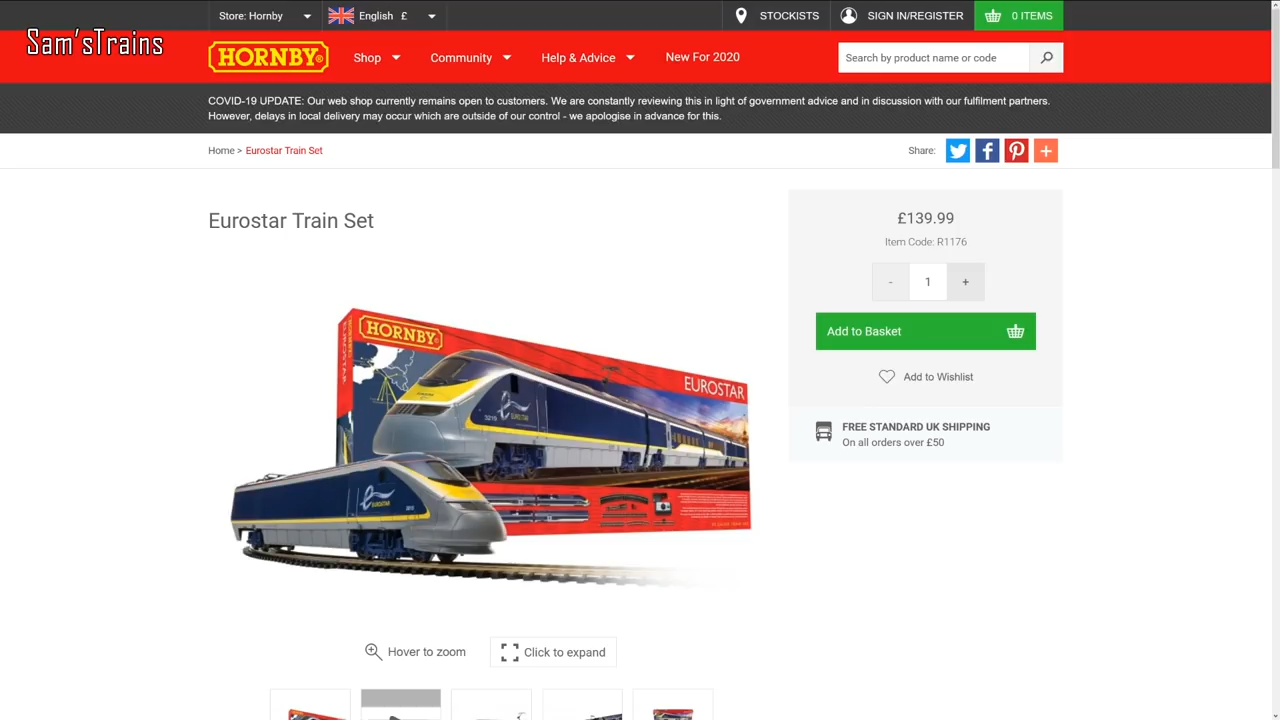 Store: Hornby
English £
STOCKISTS
SIGN IN/REGISTER
0 ITEMS
Sam'sTrains
HORNBY
Shop
Community
Help & Advice
New For 2020
Search by product name or code
COVID-19 UPDATE: Our web shop currently remains open to customers. We are constantly reviewing this in light of government advice and in discussion with our fulfilment partners.
However, delays in local delivery may occur which are outside of our control - we apologise in advance for this.
Home > Eurostar Train Set
Share:
Eurostar Train Set
£139.99
Item Code: R1176
- 1 +
Add to Basket
Add to Wishlist
FREE STANDARD UK SHIPPING
On all orders over £50
HORNBY
EUROSTAR
EUROSTAR
EUROSTAR
Hover to zoom
Click to expand